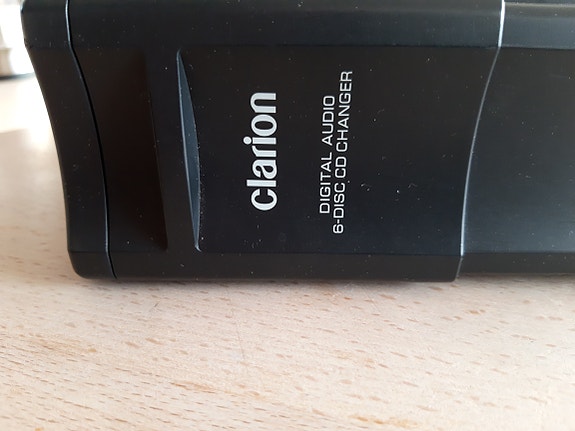 clarion
DIGITAL AUDIO
6-DISC CD CHANGER